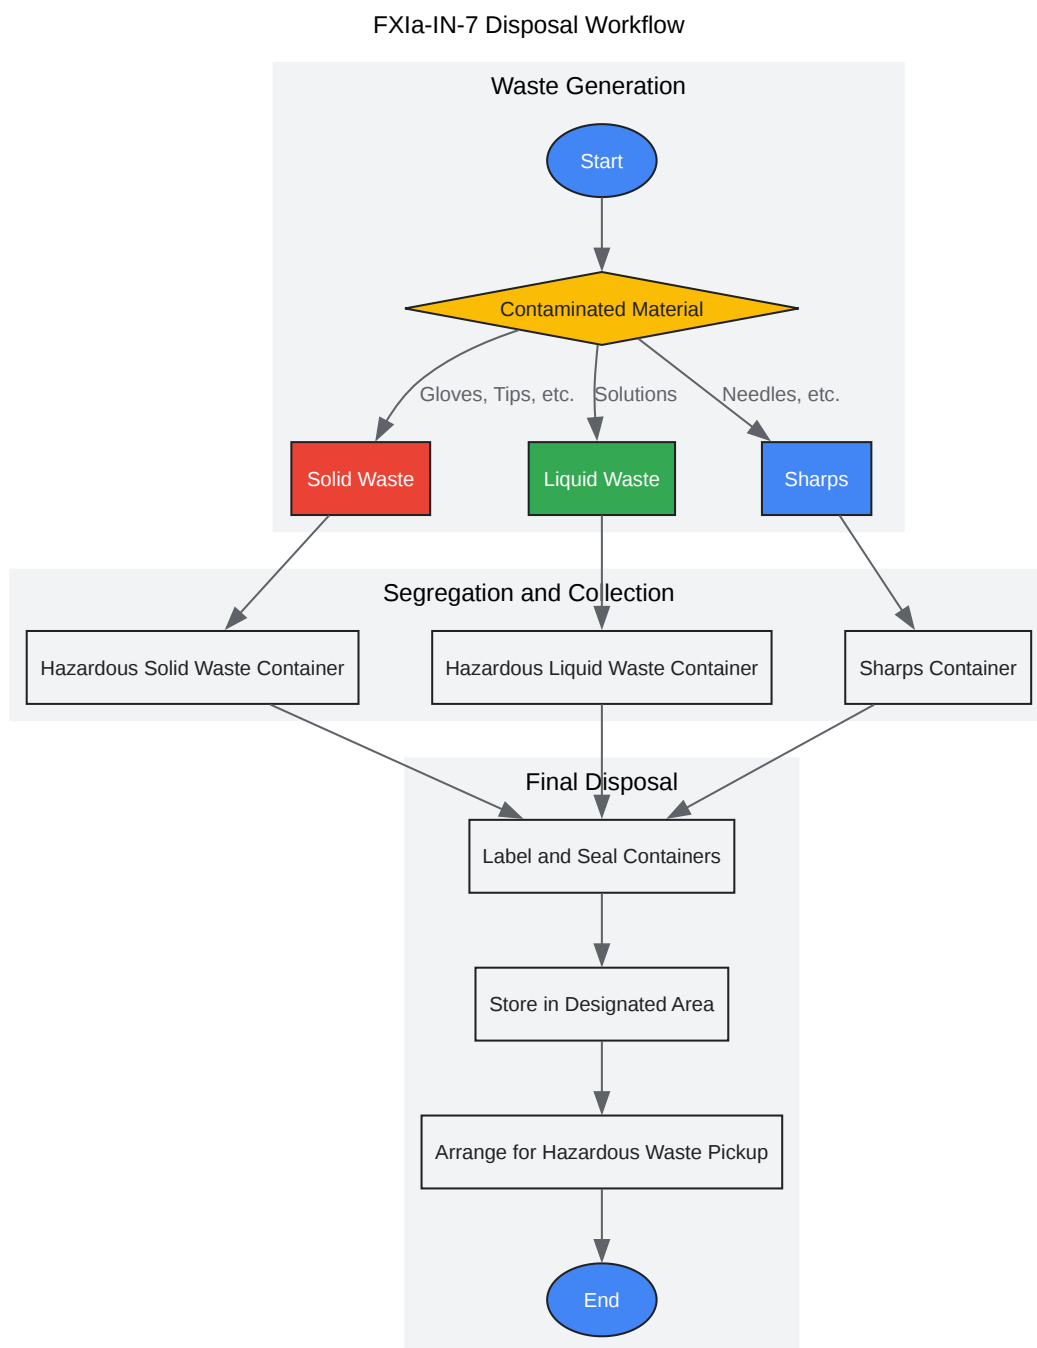 FXIa-IN-7 Disposal Workflow
Waste Generation
Start
Contaminated Material
Gloves, Tips, etc.
Solutions
Needles, etc.
Solid Waste
Liquid Waste
Sharps
Segregation and Collection
Hazardous Solid Waste Container
Hazardous Liquid Waste Container
Sharps Container
Final Disposal
Label and Seal Containers
Store in Designated Area
Arrange for Hazardous Waste Pickup
End